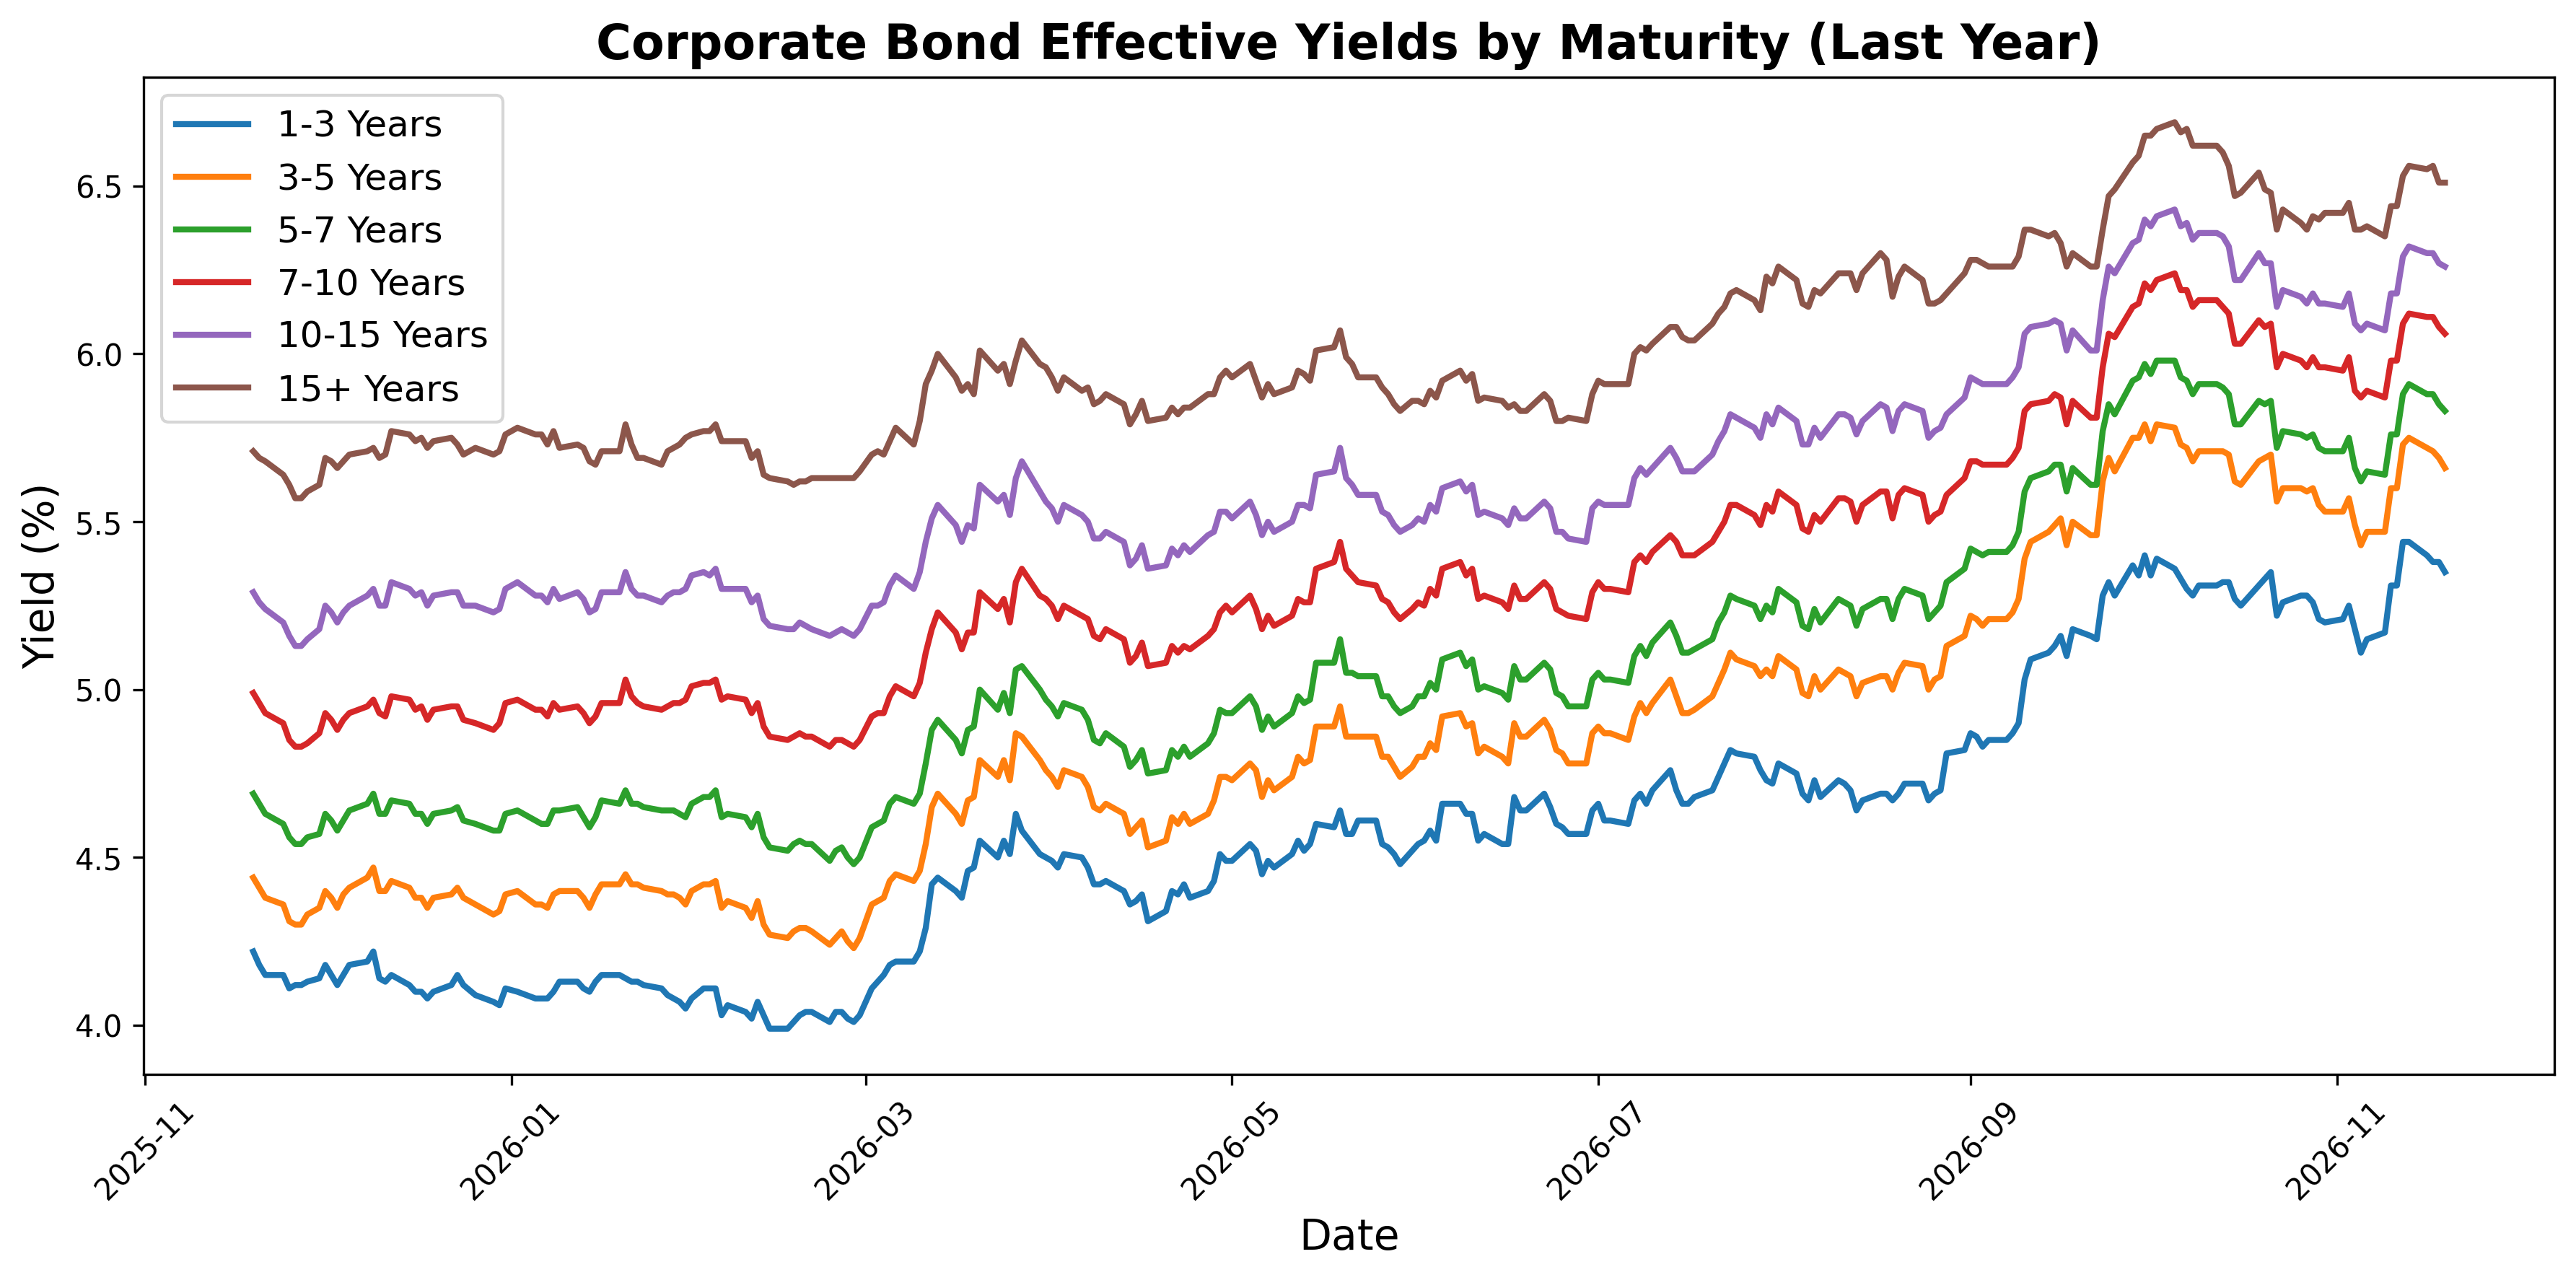 Corporate Bond Effective Yields by Maturity (Last Year)
1-3 Years
3-5 Years
5-7 Years
7-10 Years
10-15 Years
15+ Years
Yield (%)
6.5
6.0
5.5
5.0
4.5
4.0
2025-11
2026-01
2026-03
2026-05
2026-07
2026-09
2026-11
Date